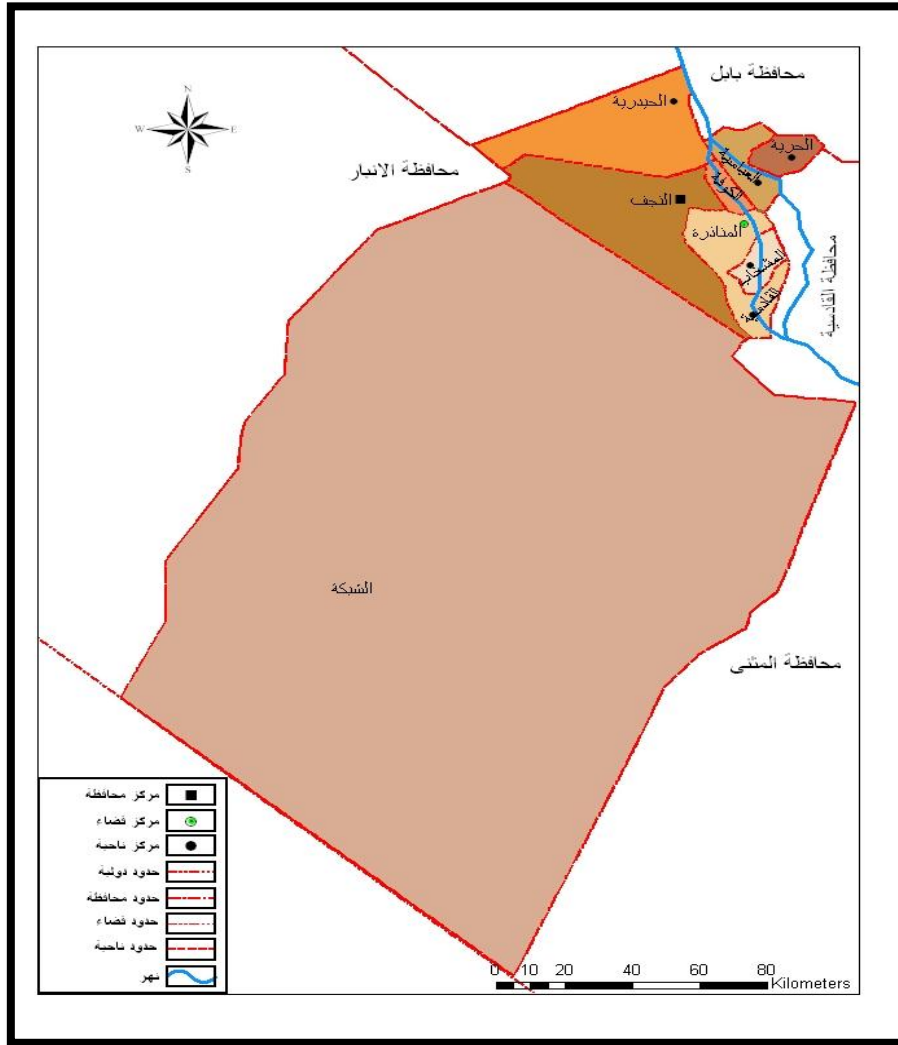 محافظة بابل
N
W
E
S
الحيدرية
الحرية
العباسية
محافظة الانبار
الكوفة
النجف
المناذرة
المشخاب
محافظة القادسية
القادسية
الشبكة
محافظة المثنى
مركز محافظة
مركز قضاء
مركز ناحية
حدود دولية
حدود محافظة
حدود قضاء
حدود ناحية
نهر
0 10 20 40 60 80
Kilometers